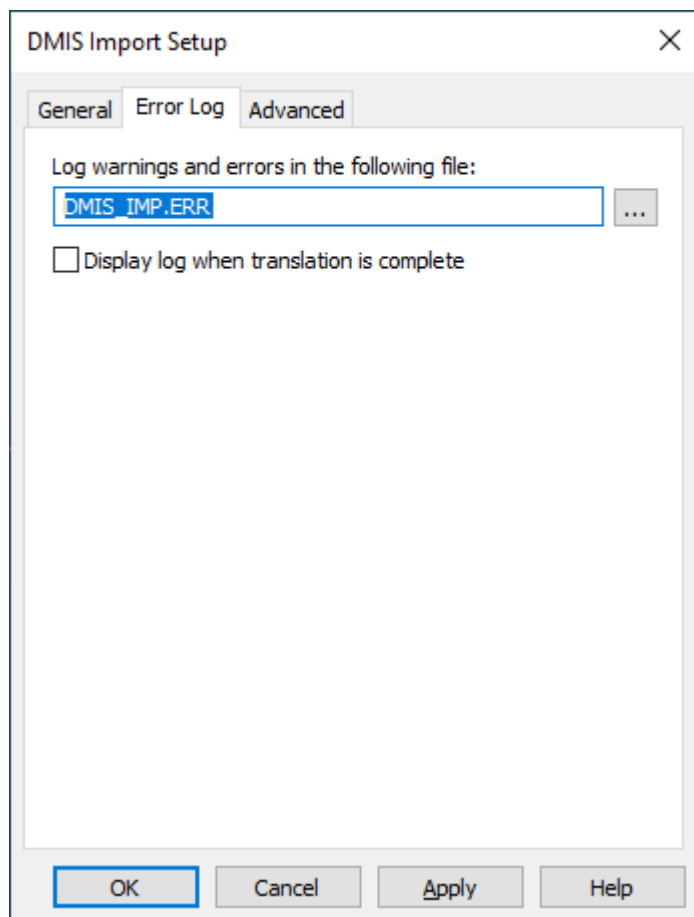 DMIS Import Setup
General Error Log Advanced
Log warnings and errors in the following file:
DMIS_IMP.ERR ...
Display log when translation is complete
OK Cancel Apply Help